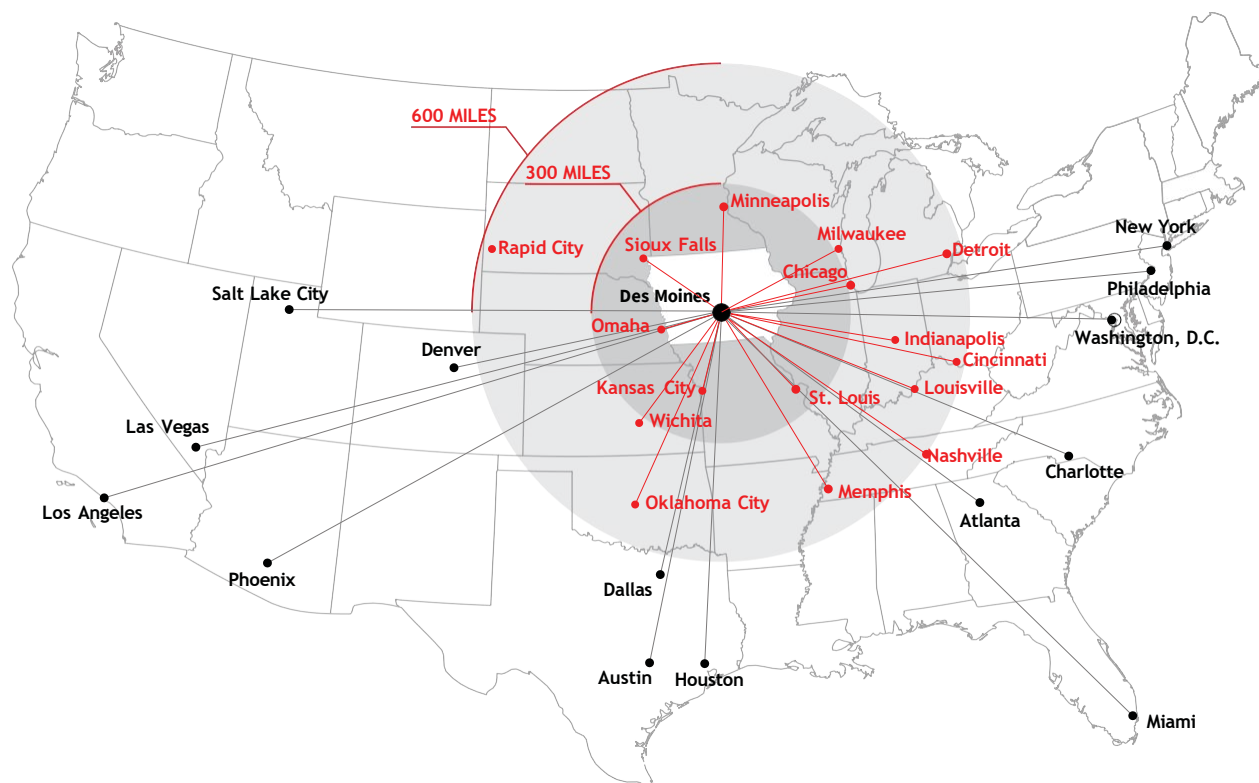 600 MILES
300 MILES
Minneapolis
New York
Milwaukee
Sioux Falls
Rapid City
Detroit
Chicago
Philadelphia
Salt Lake City
Des Moines
Omaha
Washington, D.C.
Indianapolis
Denver
Cincinnati
Kansas City
Louisville
St. Louis
Wichita
Las Vegas
Nashville
Charlotte
Memphis
Oklahoma City
Los Angeles
Atlanta
Phoenix
Dallas
Austin
Houston
Miami